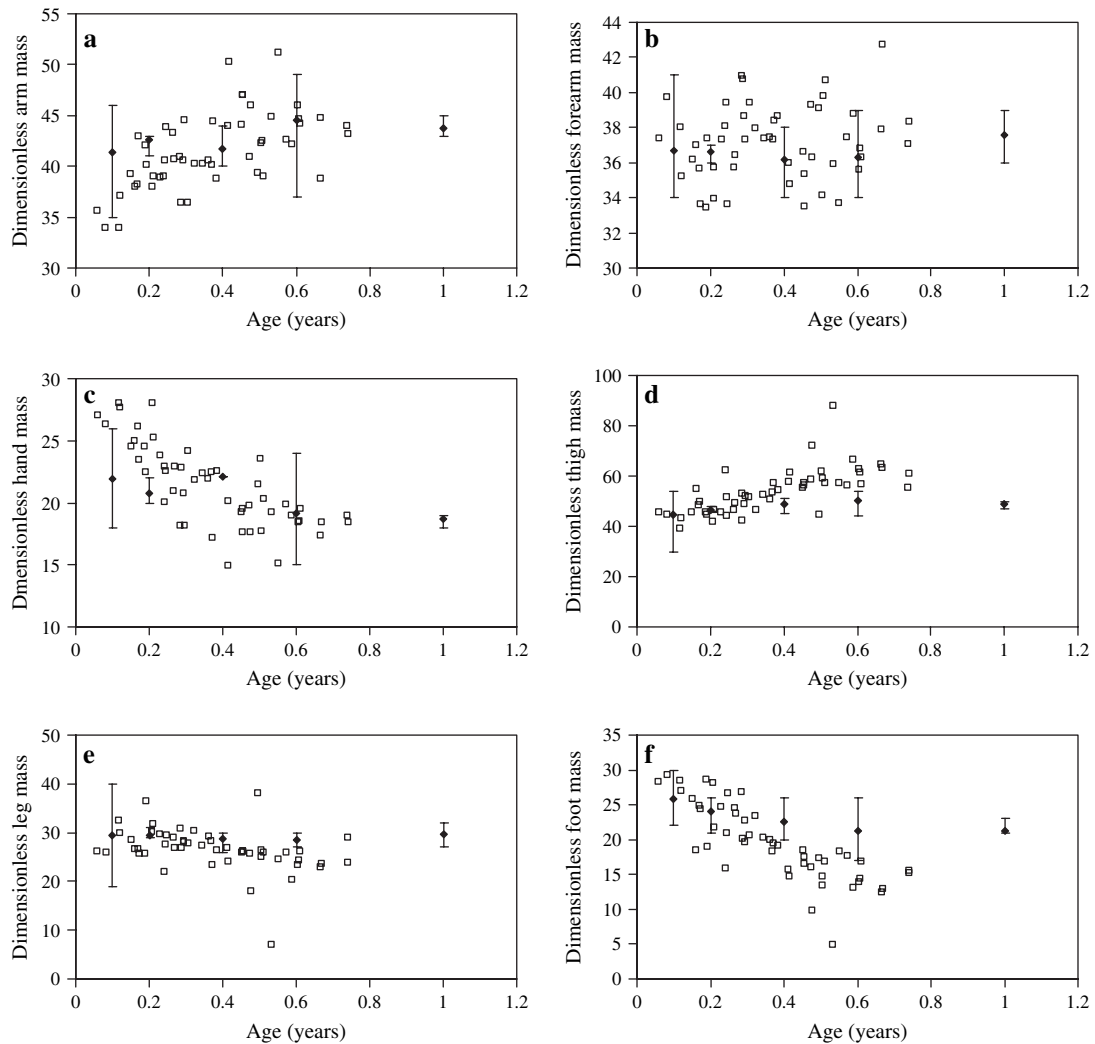 a
Dimensionless arm mass
55
50
45
40
35
30
0 0.2 0.4 0.6 0.8 1 1.2
Age (years)
b
Dimensionless forearm mass
44
42
40
38
36
34
32
30
0 0.2 0.4 0.6 0.8 1 1.2
Age (years)
c
Dmensionless hand mass
30
25
20
15
10
0 0.2 0.4 0.6 0.8 1 1.2
Age (years)
d
Dimensionless thigh mass
100
80
60
40
20
0
0 0.2 0.4 0.6 0.8 1 1.2
Age (years)
e
Dimensionless leg mass
50
40
30
20
10
0
0 0.2 0.4 0.6 0.8 1 1.2
Age (years)
f
Dimensionless foot mass
35
30
25
20
15
10
5
0
0 0.2 0.4 0.6 0.8 1 1.2
Age (years)